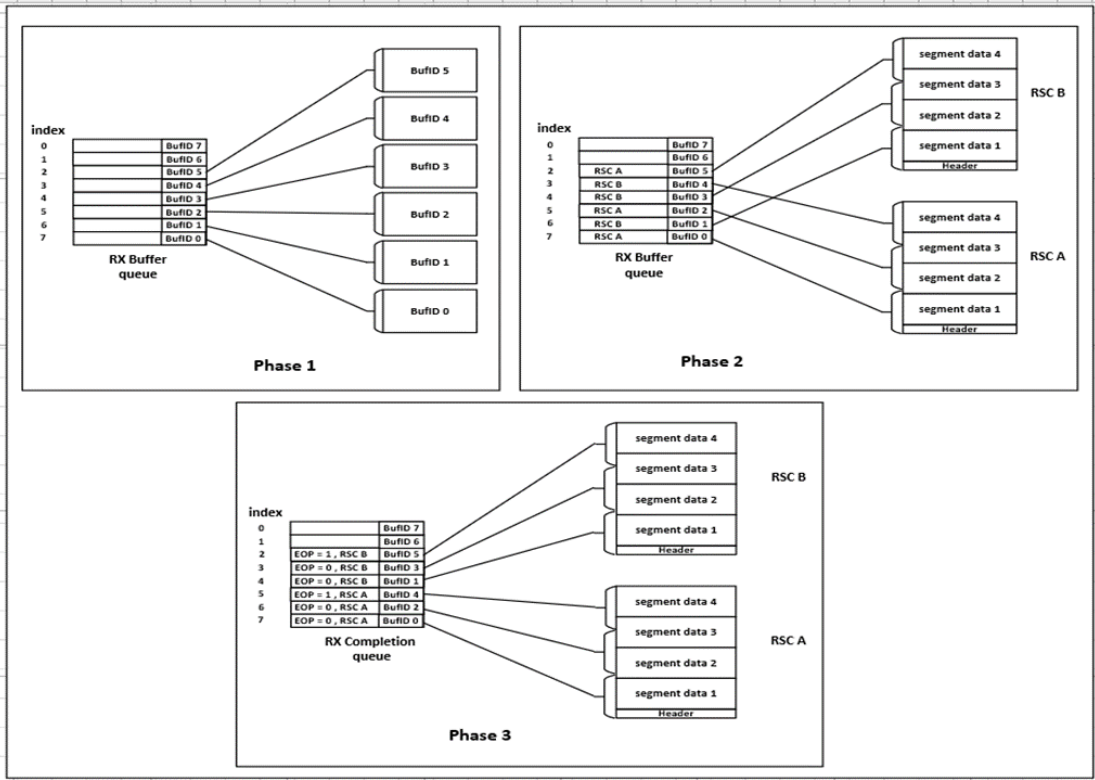 index
0 BufID 7
1 BufID 6
2 BufID 5
3 BufID 4
4 BufID 3
5 BufID 2
6 BufID 1
7 BufID 0
RX Buffer
queue
BufID 5
BufID 4
BufID 3
BufID 2
BufID 1
BufID 0
Phase 1
index
0 BufID 7
1 BufID 6
2 RSC A BufID 5
3 RSC B BufID 4
4 RSC B BufID 3
5 RSC A BufID 2
6 RSC B BufID 1
7 RSC A BufID 0
RX Buffer
queue
segment data 4
segment data 3
segment data 2
segment data 1
Header
RSC B
segment data 4
segment data 3
segment data 2
segment data 1
Header
RSC A
Phase 2
index
0 BufID 7
1 BufID 6
2 EOP = 1 , RSC B BufID 5
3 EOP = 0 , RSC B BufID 3
4 EOP = 0 , RSC B BufID 1
5 EOP = 1 , RSC A BufID 4
6 EOP = 0 , RSC A BufID 2
7 EOP = 0 , RSC A BufID 0
RX Completion
queue
segment data 4
segment data 3
segment data 2
segment data 1
Header
RSC B
segment data 4
segment data 3
segment data 2
segment data 1
Header
RSC A
Phase 3